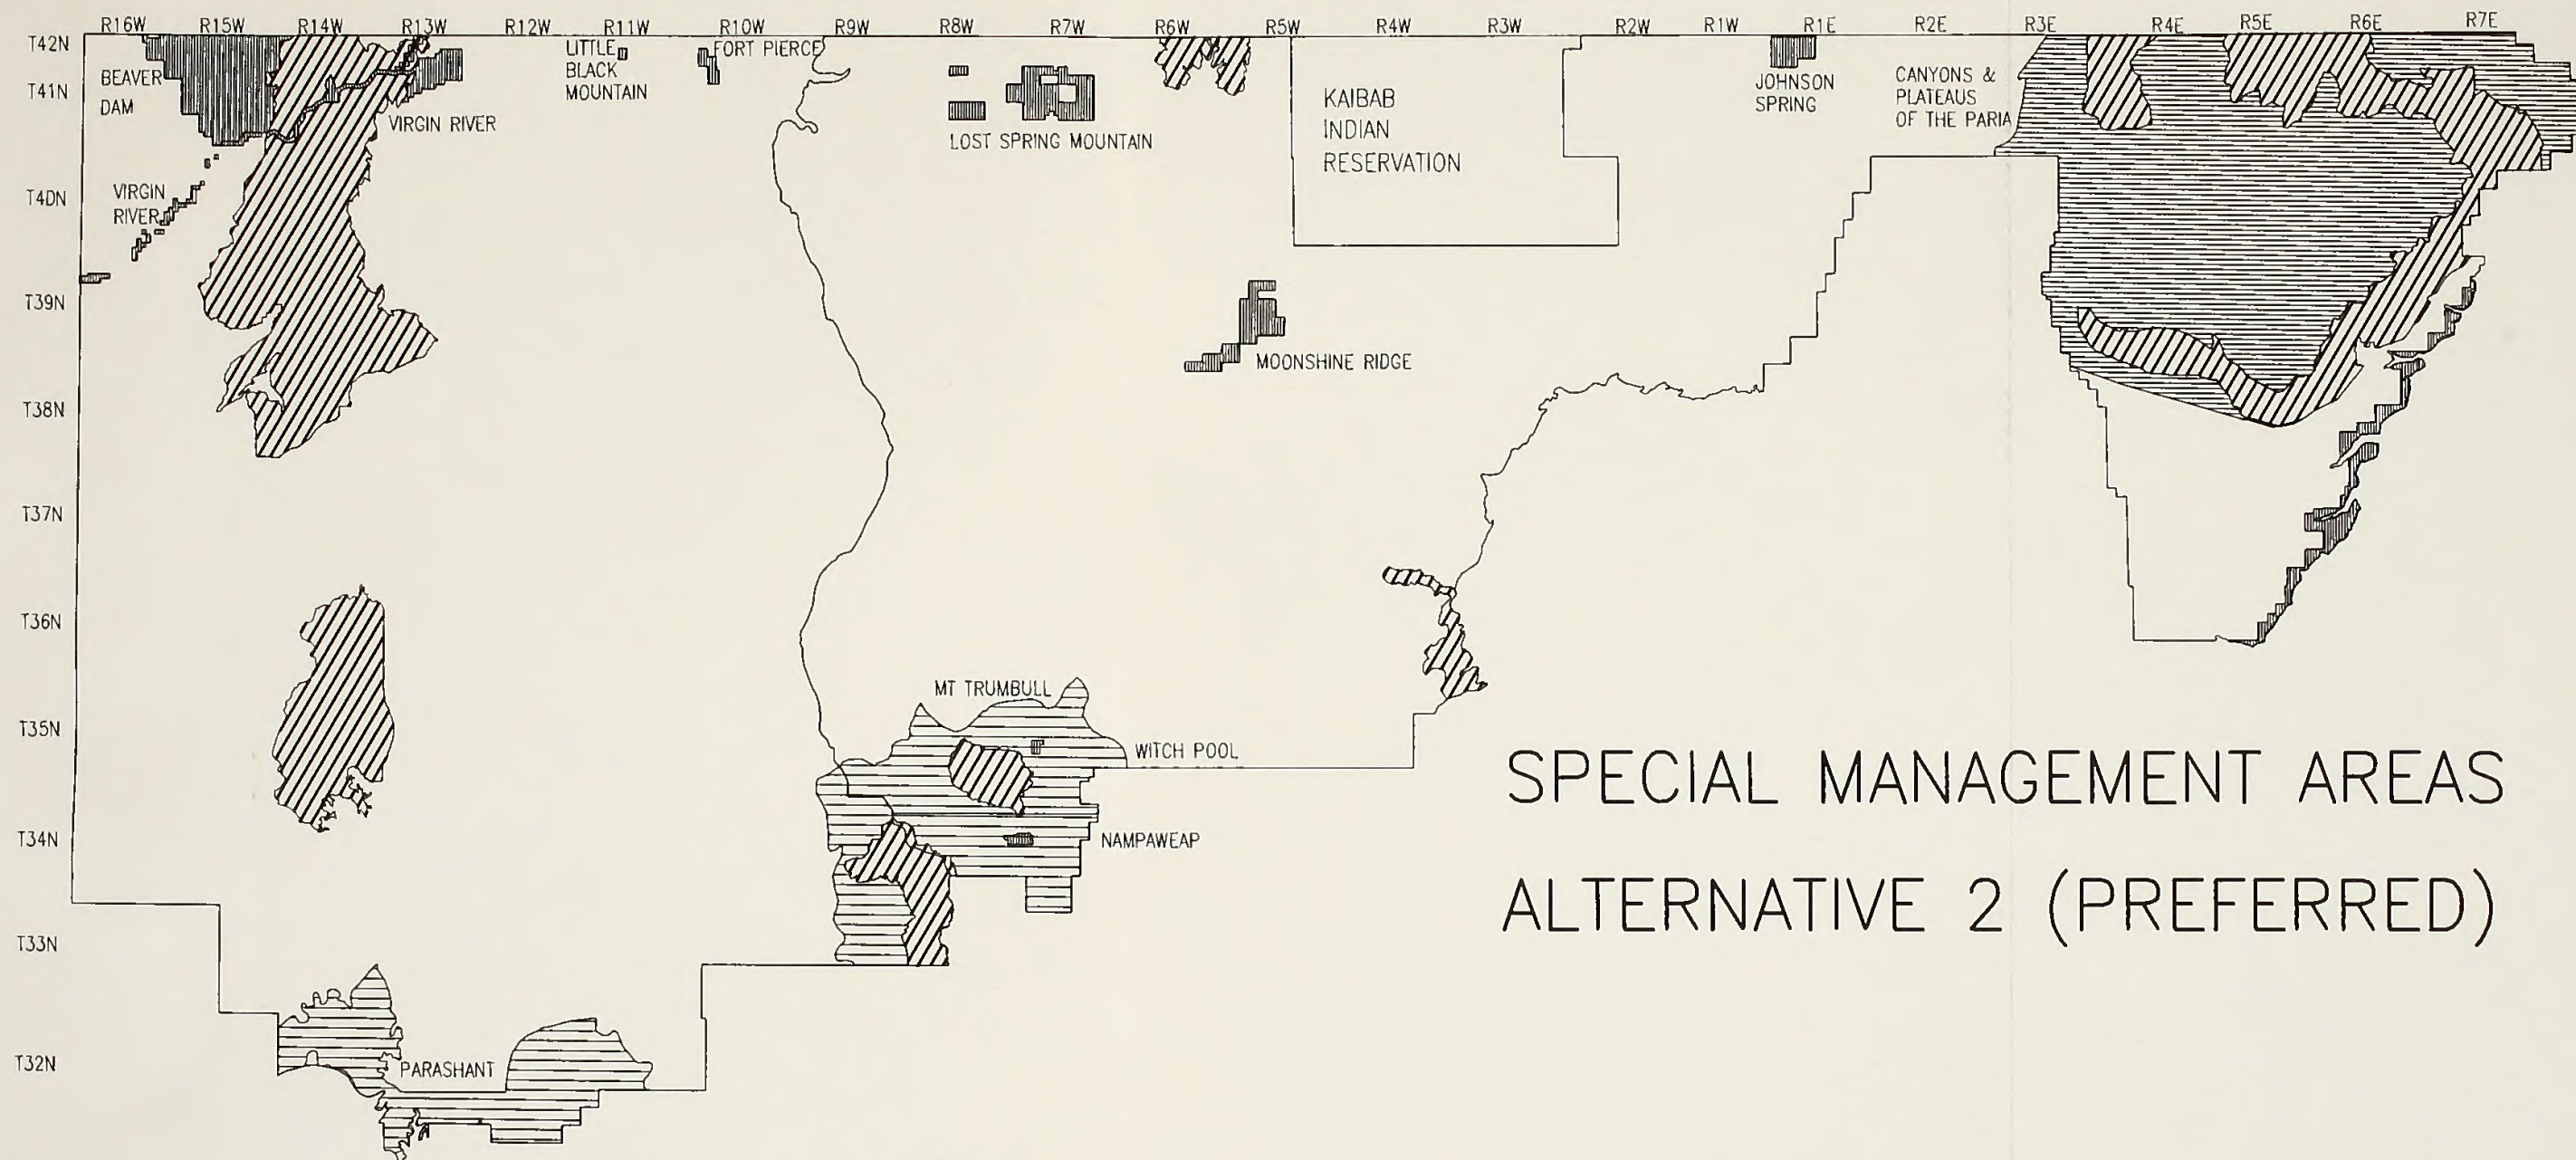 R16W R15W R14W R13W R12W R11W R10W R9W R8W R7W R6W R5W R4W R3W R2W R1W R1E R2E R3E R4E R5E R6E R7E
T42N
T41N
T4DN
T39N
T38N
T37N
T36N
T35N
T34N
T33N
T32N
BEAVER
DAM
VIRGIN
RIVER
VIRGIN RIVER
LITTLE
BLACK
MOUNTAIN
FORT PIERCE
LOST SPRING MOUNTAIN
KAIBAB
INDIAN
RESERVATION
JOHNSON
SPRING
CANYONS &
PLATEAUS
OF THE PARIA
MOONSHINE RIDGE
MT TRUMBULL
WITCH POOL
NAMPAWEAP
PARASHANT
SPECIAL MANAGEMENT AREAS
ALTERNATIVE 2 (PREFERRED)